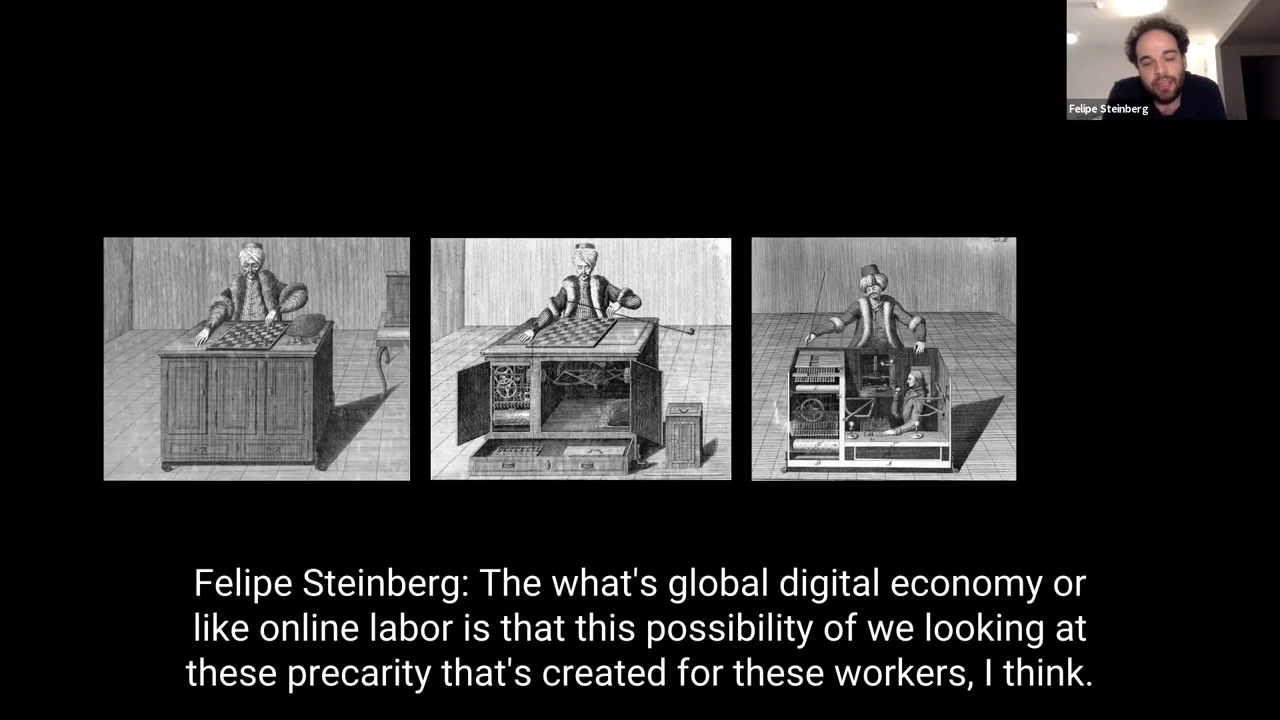 Felipe Steinberg
Felipe Steinberg: The what's global digital economy or
like online labor is that this possibility of we looking at
these precarity that's created for these workers, I think.